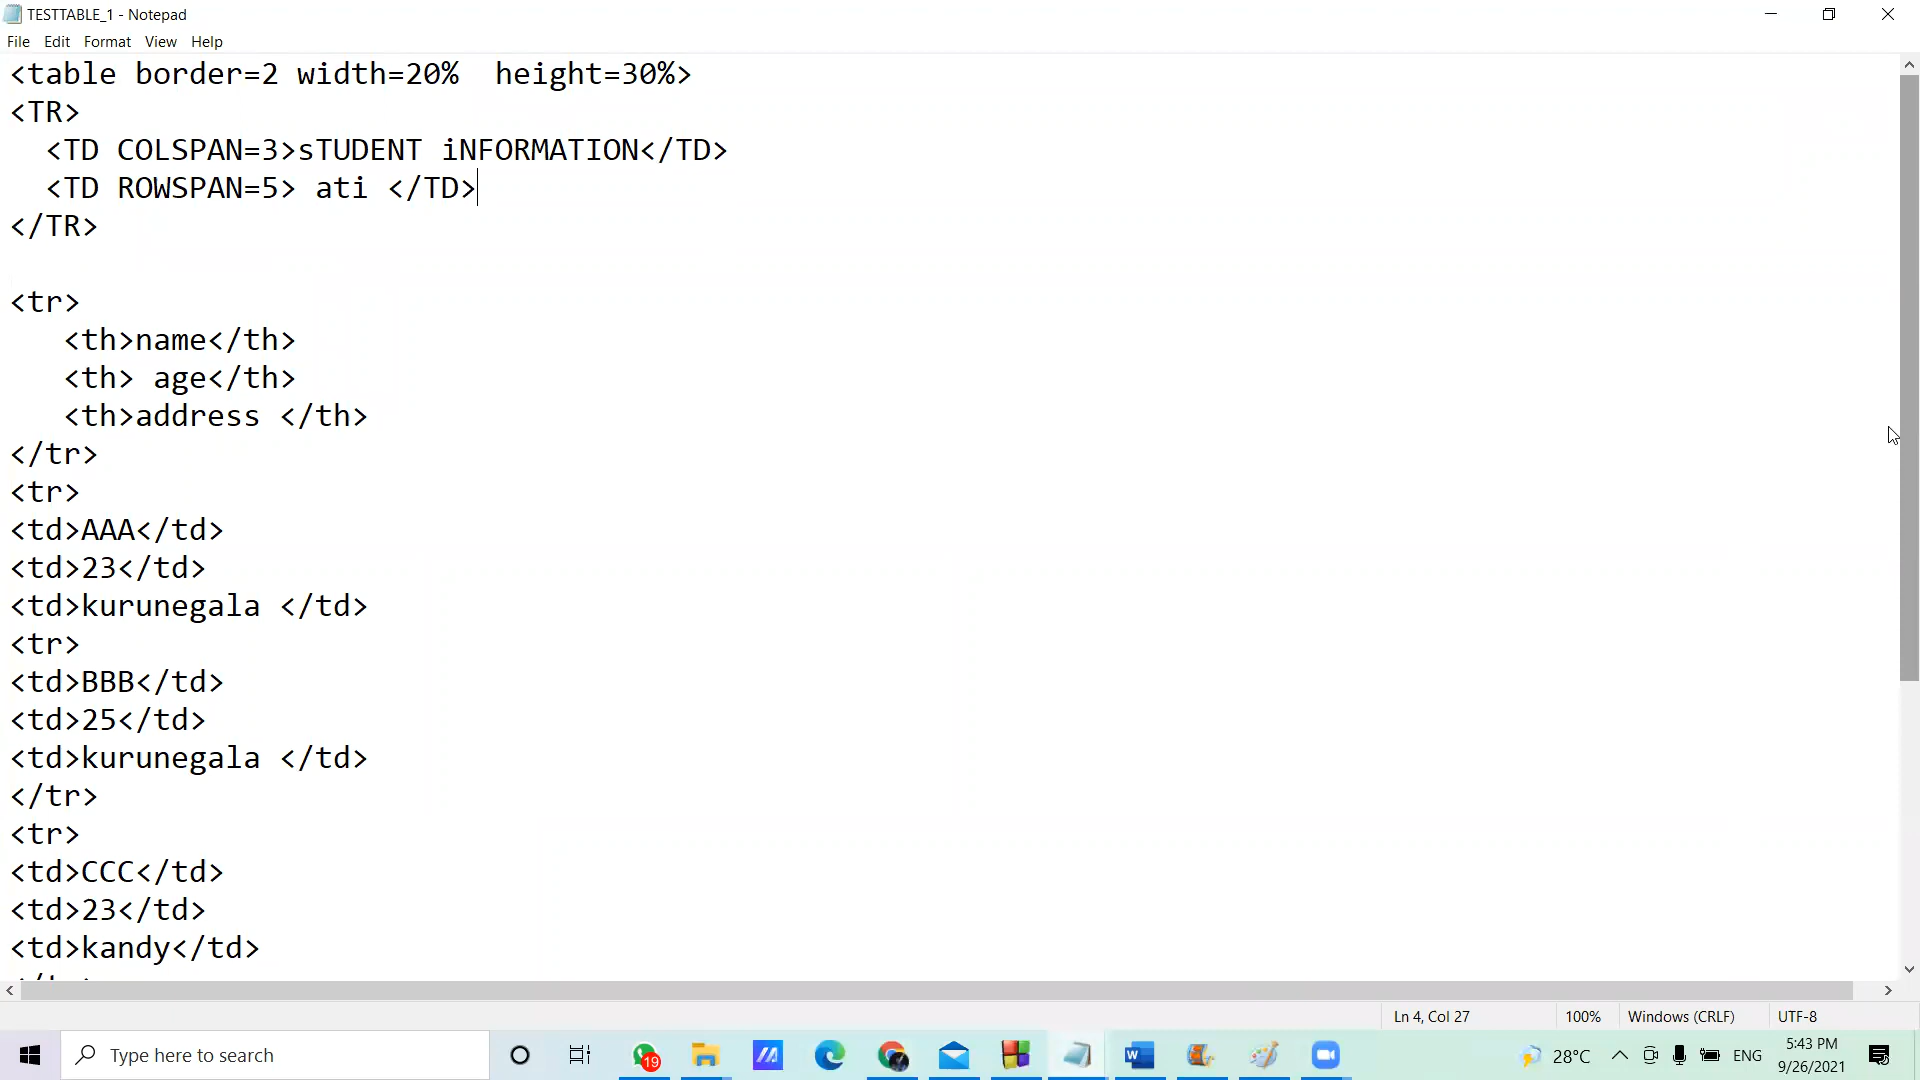 TESTTABLE_1 - Notepad
File Edit Format View Help
<table border=2 width=20%  height=30%>
<TR>
  <TD COLSPAN=3>sTUDENT iNFORMATION</TD>
  <TD ROWSPAN=5> ati </TD>
</TR>
<tr>
   <th>name</th>
   <th> age</th>
   <th>address </th>
</tr>
<tr>
<td>AAA</td>
<td>23</td>
<td>kurunegala </td>
<tr>
<td>BBB</td>
<td>25</td>
<td>kurunegala </td>
</tr>
<tr>
<td>CCC</td>
<td>23</td>
<td>kandy</td>
Ln 4, Col 27 100% Windows (CRLF) UTF-8
Type here to search 19 28°C ENG 5:43 PM
9/26/2021